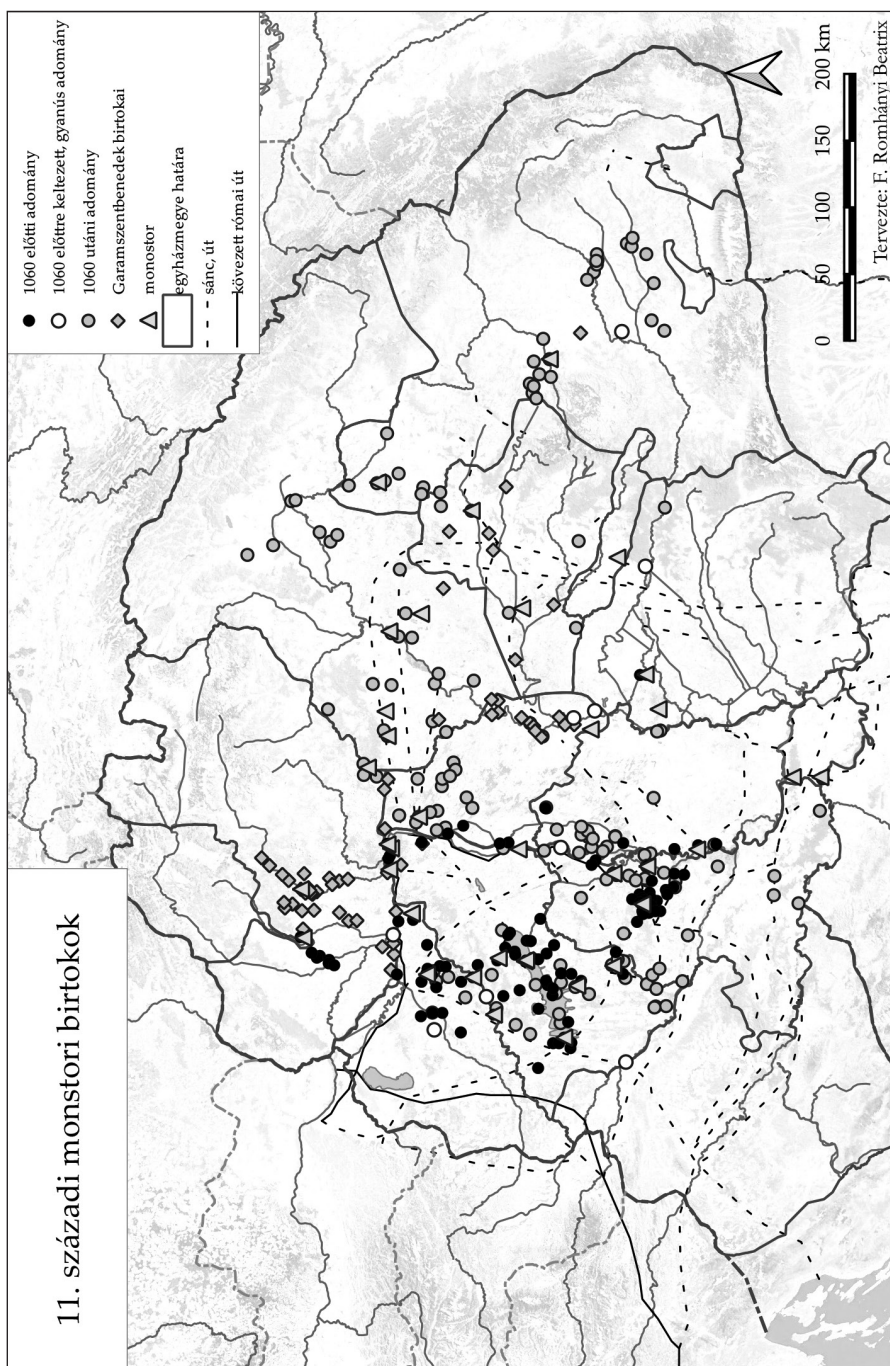 11. századi monstori birtokok
1060 előtti adomány
1060 előttre keltezett, gyanús adomány
1060 utáni adomány
Garamszentbenedek birtokai
monostor
egyházmegye határa
sánc, út
kövezett római út
0 50 100 150 200 km
Tervezte: F. Romhányi Beatrix